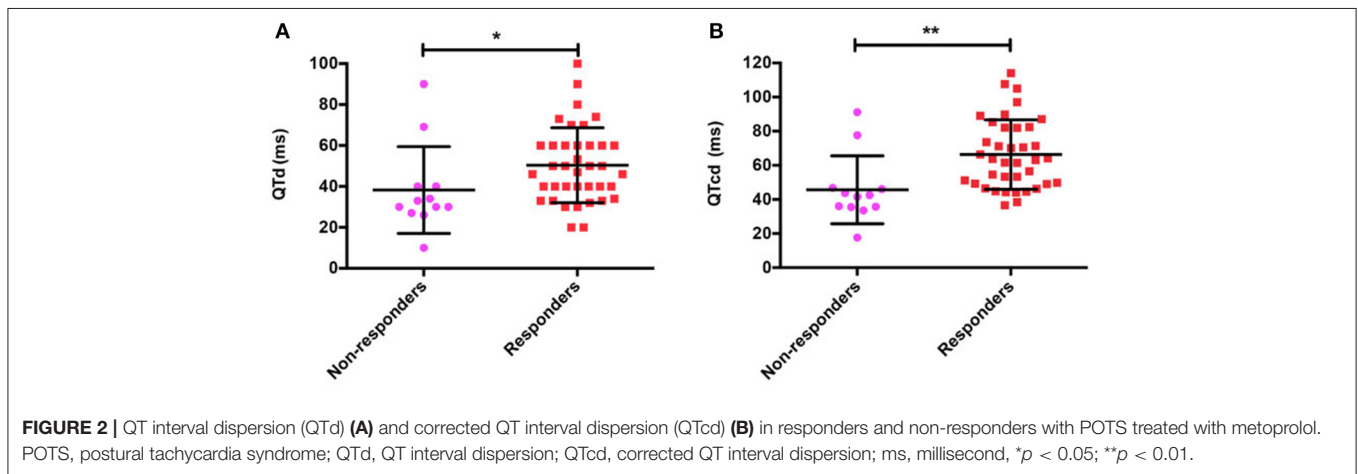 A
*
100
80
60
40
20
0
QTd (ms)
Non-responders
Responders
B
**
120
100
80
60
40
20
0
QTcd (ms)
Non-responders
Responders
FIGURE 2 | QT interval dispersion (QTd) (A) and corrected QT interval dispersion (QTcd) (B) in responders and non-responders with POTS treated with metoprolol.
POTS, postural tachycardia syndrome; QTd, QT interval dispersion; QTcd, corrected QT interval dispersion; ms, millisecond, *p < 0.05; **p < 0.01.